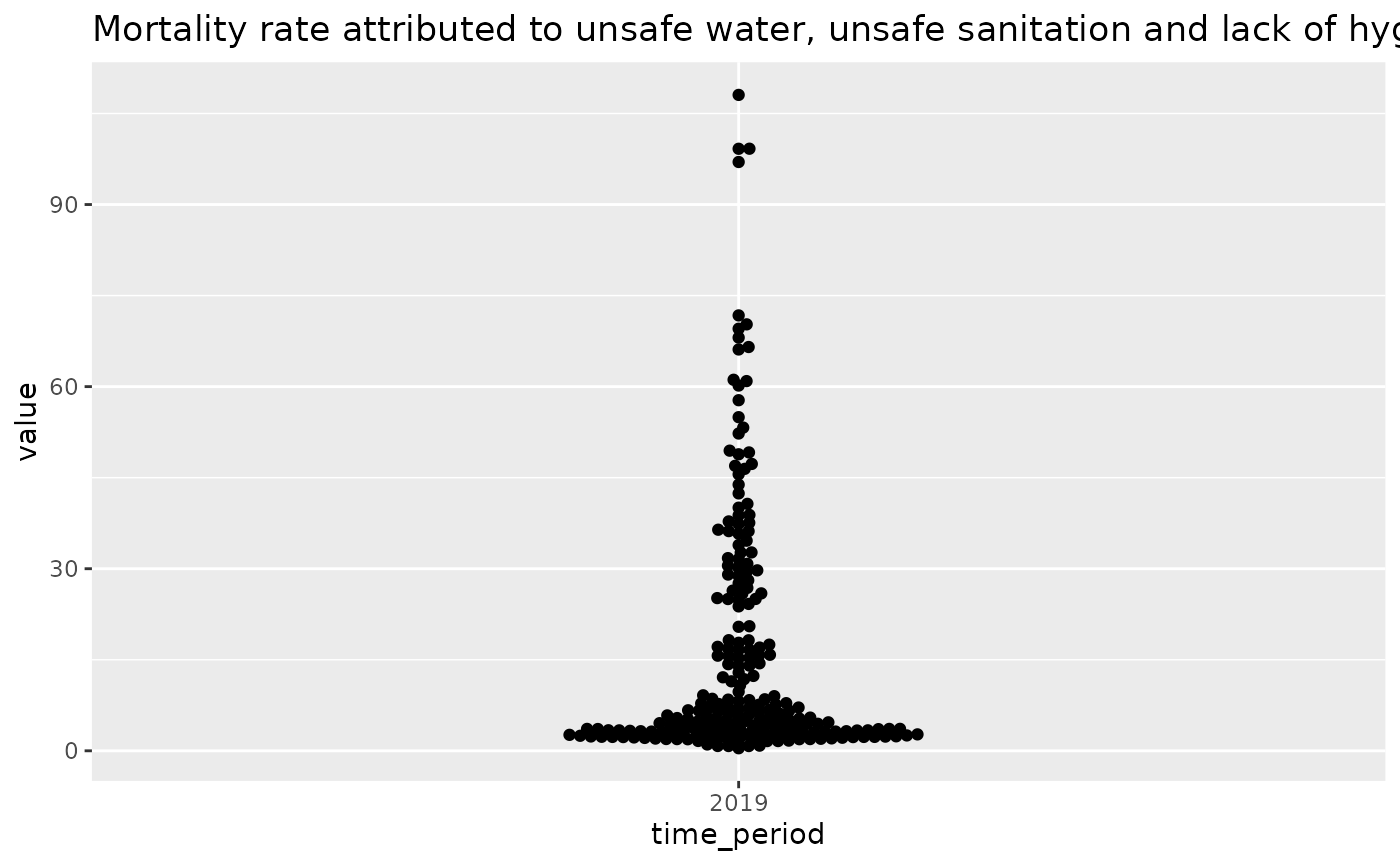 Mortality rate attributed to unsafe water, unsafe sanitation and lack of
90
60
30
0
value
2019
time_period